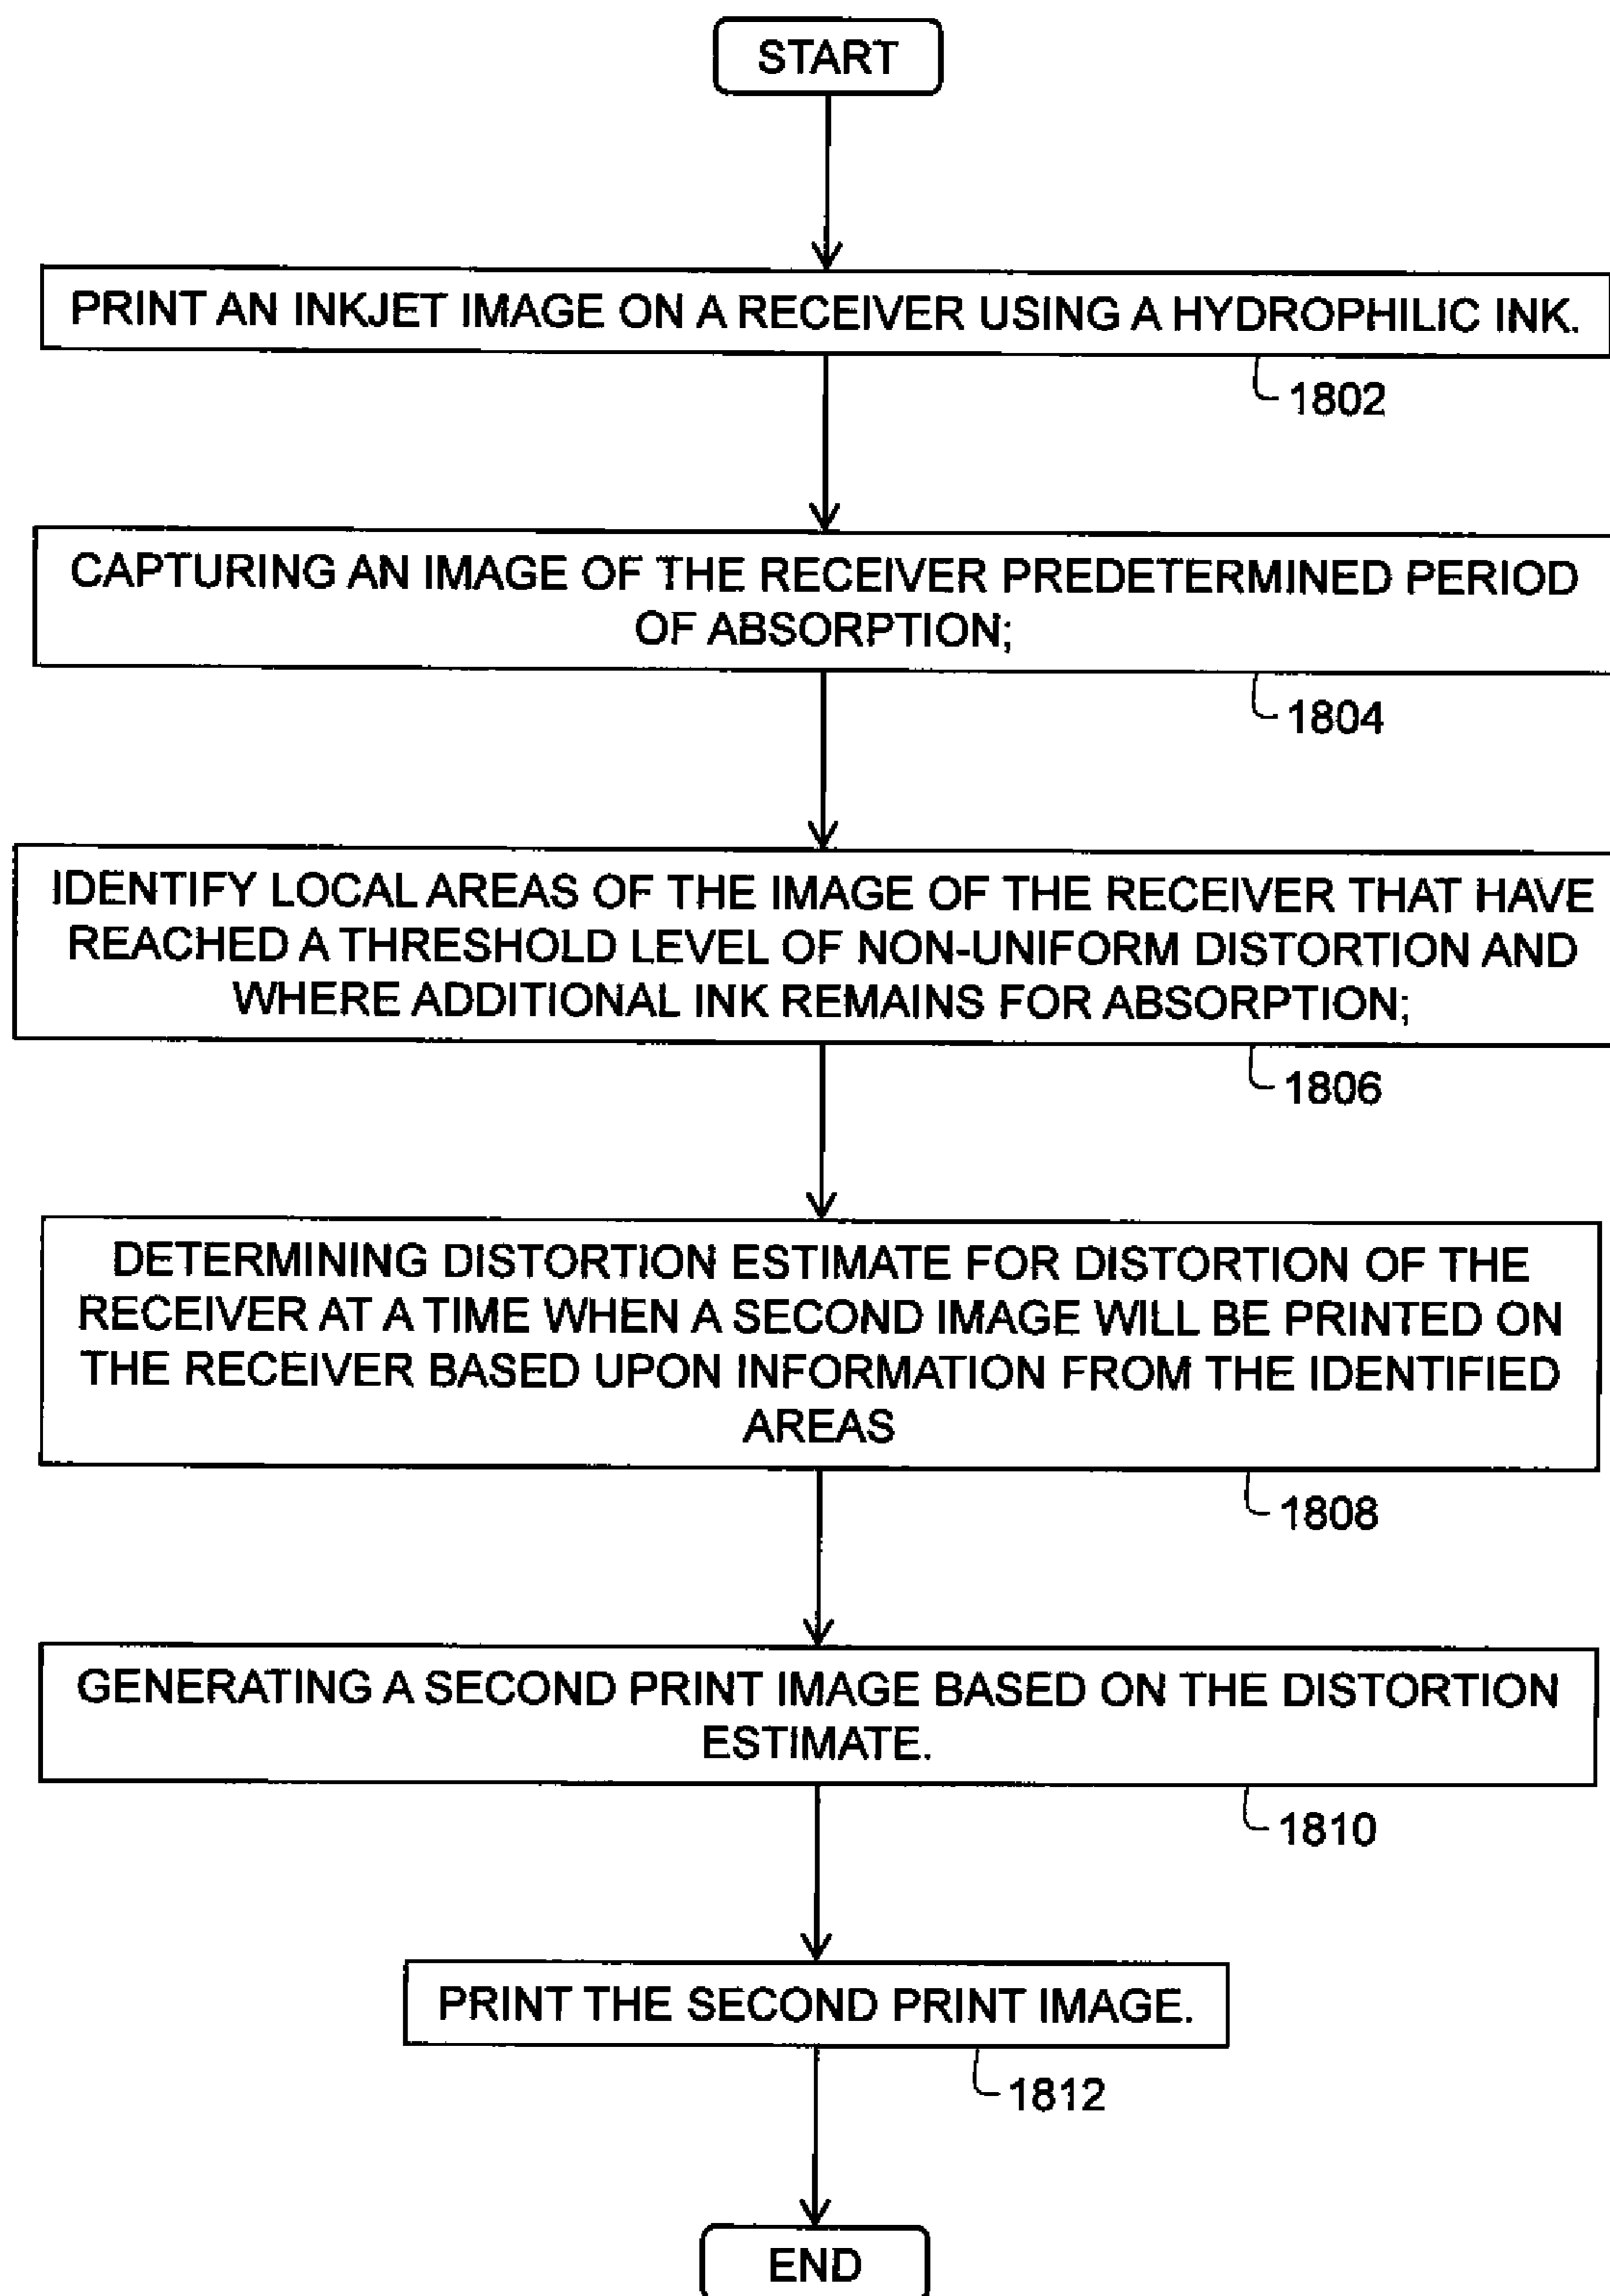 START
PRINT AN INKJET IMAGE ON A RECEIVER USING A HYDROPHILIC INK.
1802
CAPTURING AN IMAGE OF THE RECEIVER PREDETERMINED PERIOD
OF ABSORPTION;
1804
IDENTIFY LOCAL AREAS OF THE IMAGE OF THE RECEIVER THAT HAVE
REACHED A THRESHOLD LEVEL OF NON-UNIFORM DISTORTION AND
WHERE ADDITIONAL INK REMAINS FOR ABSORPTION;
1806
DETERMINING DISTORTION ESTIMATE FOR DISTORTION OF THE
RECEIVER AT A TIME WHEN A SECOND IMAGE WILL BE PRINTED ON
THE RECEIVER BASED UPON INFORMATION FROM THE IDENTIFIED
AREAS
1808
GENERATING A SECOND PRINT IMAGE BASED ON THE DISTORTION
ESTIMATE.
1810
PRINT THE SECOND PRINT IMAGE.
1812
END